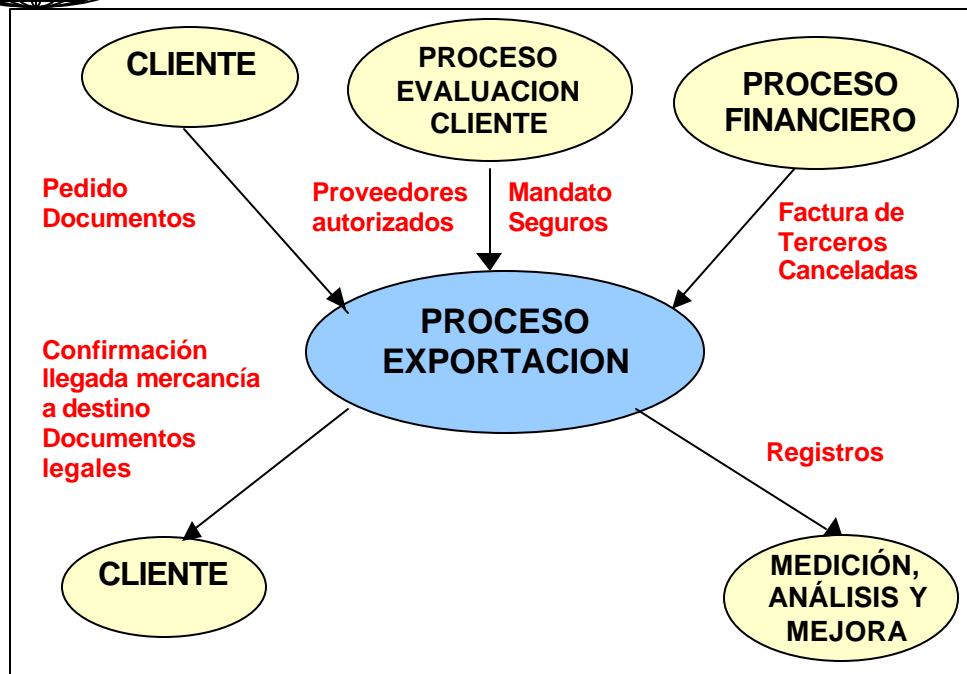 CLIENTE
PROCESO
EVALUACION
CLIENTE
PROCESO
FINANCIERO
Pedido
Documentos
Proveedores
autorizados
Mandato
Seguros
Factura de
Terceros
Canceladas
PROCESO
EXPORTACION
Confirmación
llegada mercancía
a destino
Documentos
legales
Registros
CLIENTE
MEDICIÓN,
ANÁLISIS Y
MEJORA